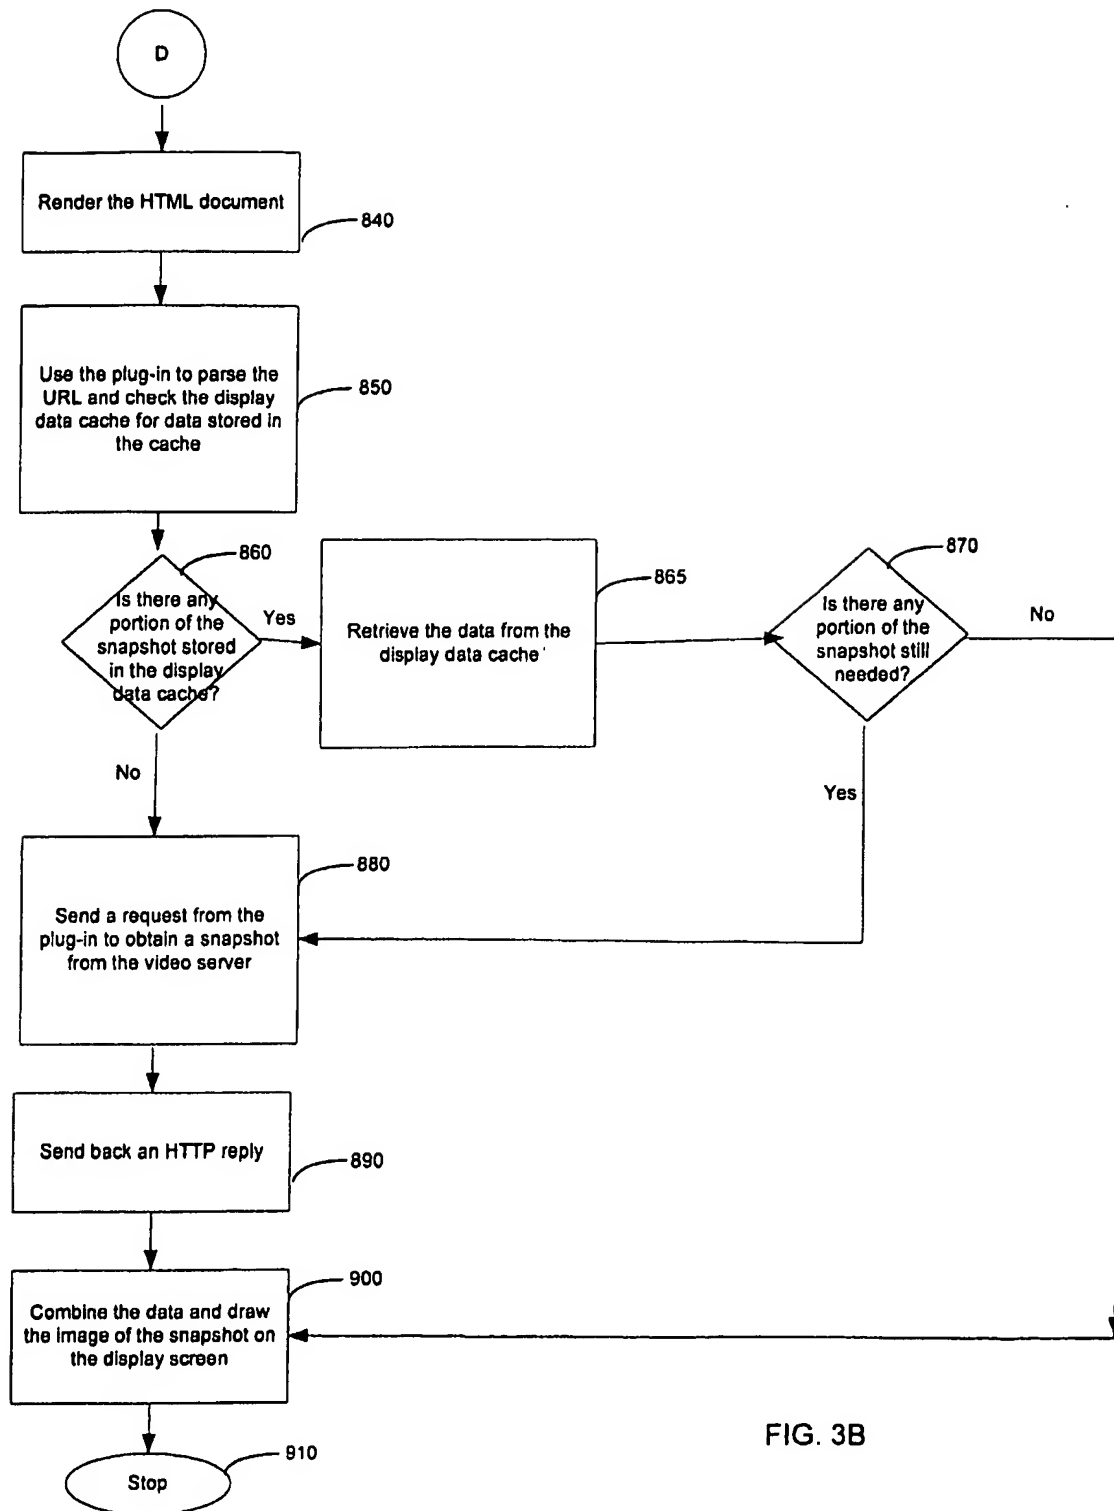 D
Render the HTML document
840
Use the plug-in to parse the
URL and check the display
data cache for data stored in
the cache
850
860
Is there any
portion of the
snapshot stored
in the display
data cache?
Yes
No
865
Retrieve the data from the
display data cache
870
Is there any
portion of the
snapshot still
needed?
No
Yes
880
Send a request from the
plug-in to obtain a snapshot
from the video server
Send back an HTTP reply
890
900
Combine the data and draw
the image of the snapshot on
the display screen
Stop
910
FIG. 3B